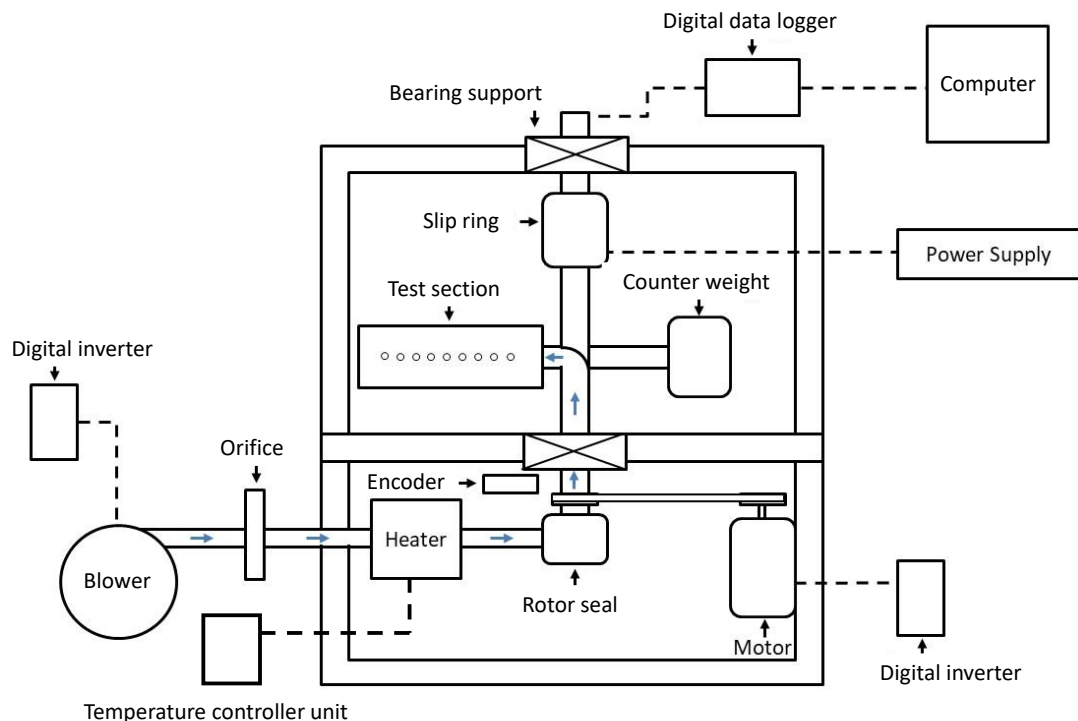 Digital data logger
Computer
Bearing support
Slip ring
Power Supply
Test section
Counter weight
Digital inverter
Orifice
Encoder
Heater
Blower
Rotor seal
Motor
Digital inverter
Temperature controller unit